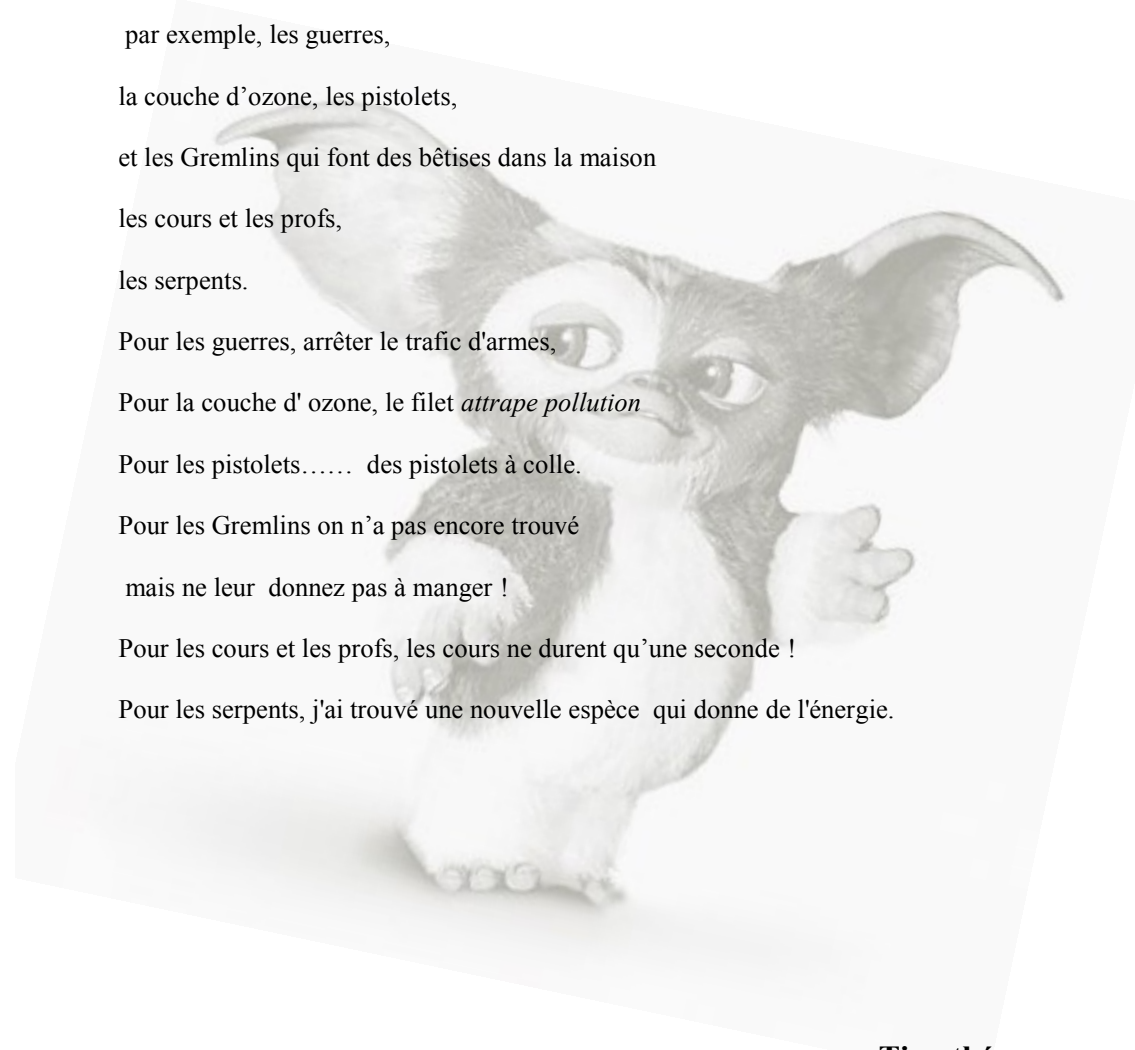 par exemple, les guerres,
la couche d’ozone, les pistolets,
et les Gremlins qui font des bêtises dans la maison
les cours et les profs,
les serpents.
Pour les guerres, arrêter le trafic d'armes,
Pour la couche d' ozone, le filet attrape pollution
Pour les pistolets…… des pistolets à colle.
Pour les Gremlins on n’a pas encore trouvé
mais ne leur donnez pas à manger !
Pour les cours et les profs, les cours ne durent qu’une seconde !
Pour les serpents, j'ai trouvé une nouvelle espèce qui donne de l'énergie.